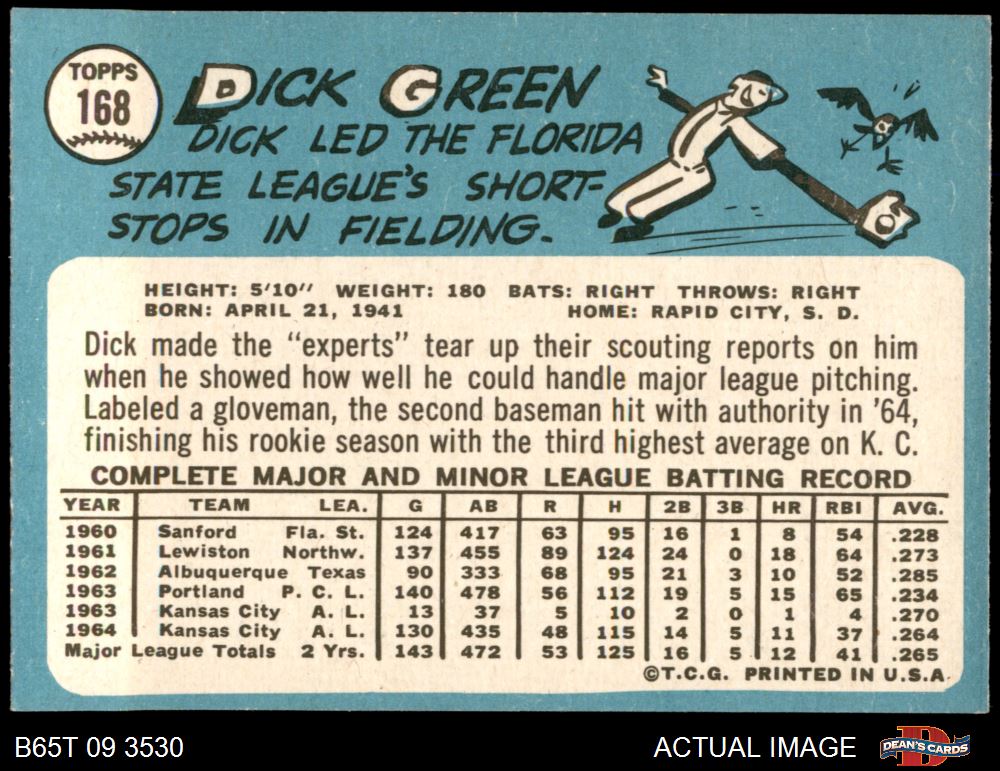 TOPPS
168
DICK GREEN
DICK LED THE FLORIDA
STATE LEAGUE'S SHORT-
STOPS IN FIELDING.
HEIGHT: 5'10" WEIGHT: 180 BATS: RIGHT THROWS: RIGHT
BORN: APRIL 21, 1941 HOME: RAPID CITY, S. D.
Dick made the "experts" tear up their scouting reports on him
when he showed how well he could handle major league pitching.
Labeled a gloveman, the second baseman hit with authority in '64,
finishing his rookie season with the third highest average on K. C.
COMPLETE MAJOR AND MINOR LEAGUE BATTING RECORD
YEAR TEAM LEA. G AB R H 2B 3B HR RBI AVG.
1960 Sanford Fla. St. 124 417 63 95 16 1 8 54 .228
1961 Lewiston Northw. 137 455 89 124 24 0 18 64 .273
1962 Albuquerque Texas 90 333 68 95 21 3 10 52 .285
1963 Portland P. C. L. 140 478 56 112 19 5 15 65 .234
1963 Kansas City A. L. 13 37 5 10 2 0 1 4 .270
1964 Kansas City A. L. 130 435 48 115 14 5 11 37 .264
Major League Totals 2 Yrs. 143 472 53 125 16 5 12 41 .265
©T.C.G. PRINTED IN U.S.A.
B65T 09 3530 ACTUAL IMAGE DEAN'S CARDS